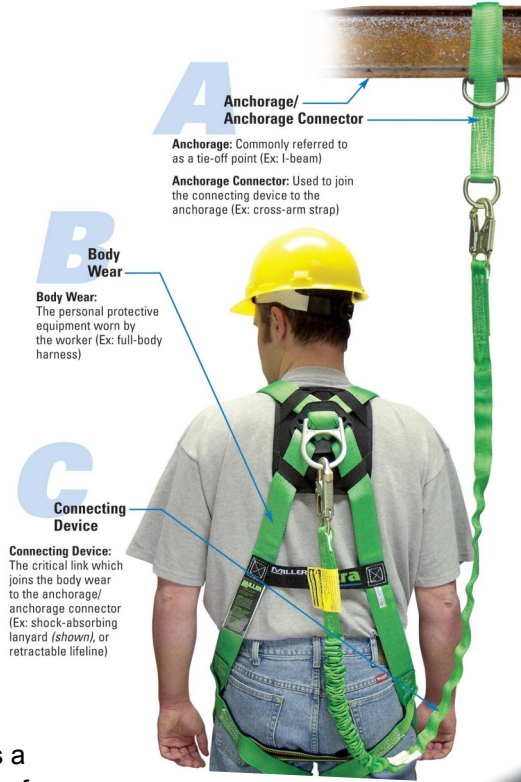 A
Anchorage/
Anchorage Connector
Anchorage: Commonly referred to
as a tie-off point (Ex: I-beam)
Anchorage Connector: Used to join
the connecting device to the
anchorage (Ex: cross-arm strap)
B
Body
Wear
Body Wear:
The personal protective
equipment worn by
the worker (Ex: full-body
harness)
C
Connecting
Device
Connecting Device:
The critical link which
joins the body wear
to the anchorage/
anchorage connector
(Ex: shock-absorbing
lanyard (shown), or
retractable lifeline)
MILLER
MILLER
s a